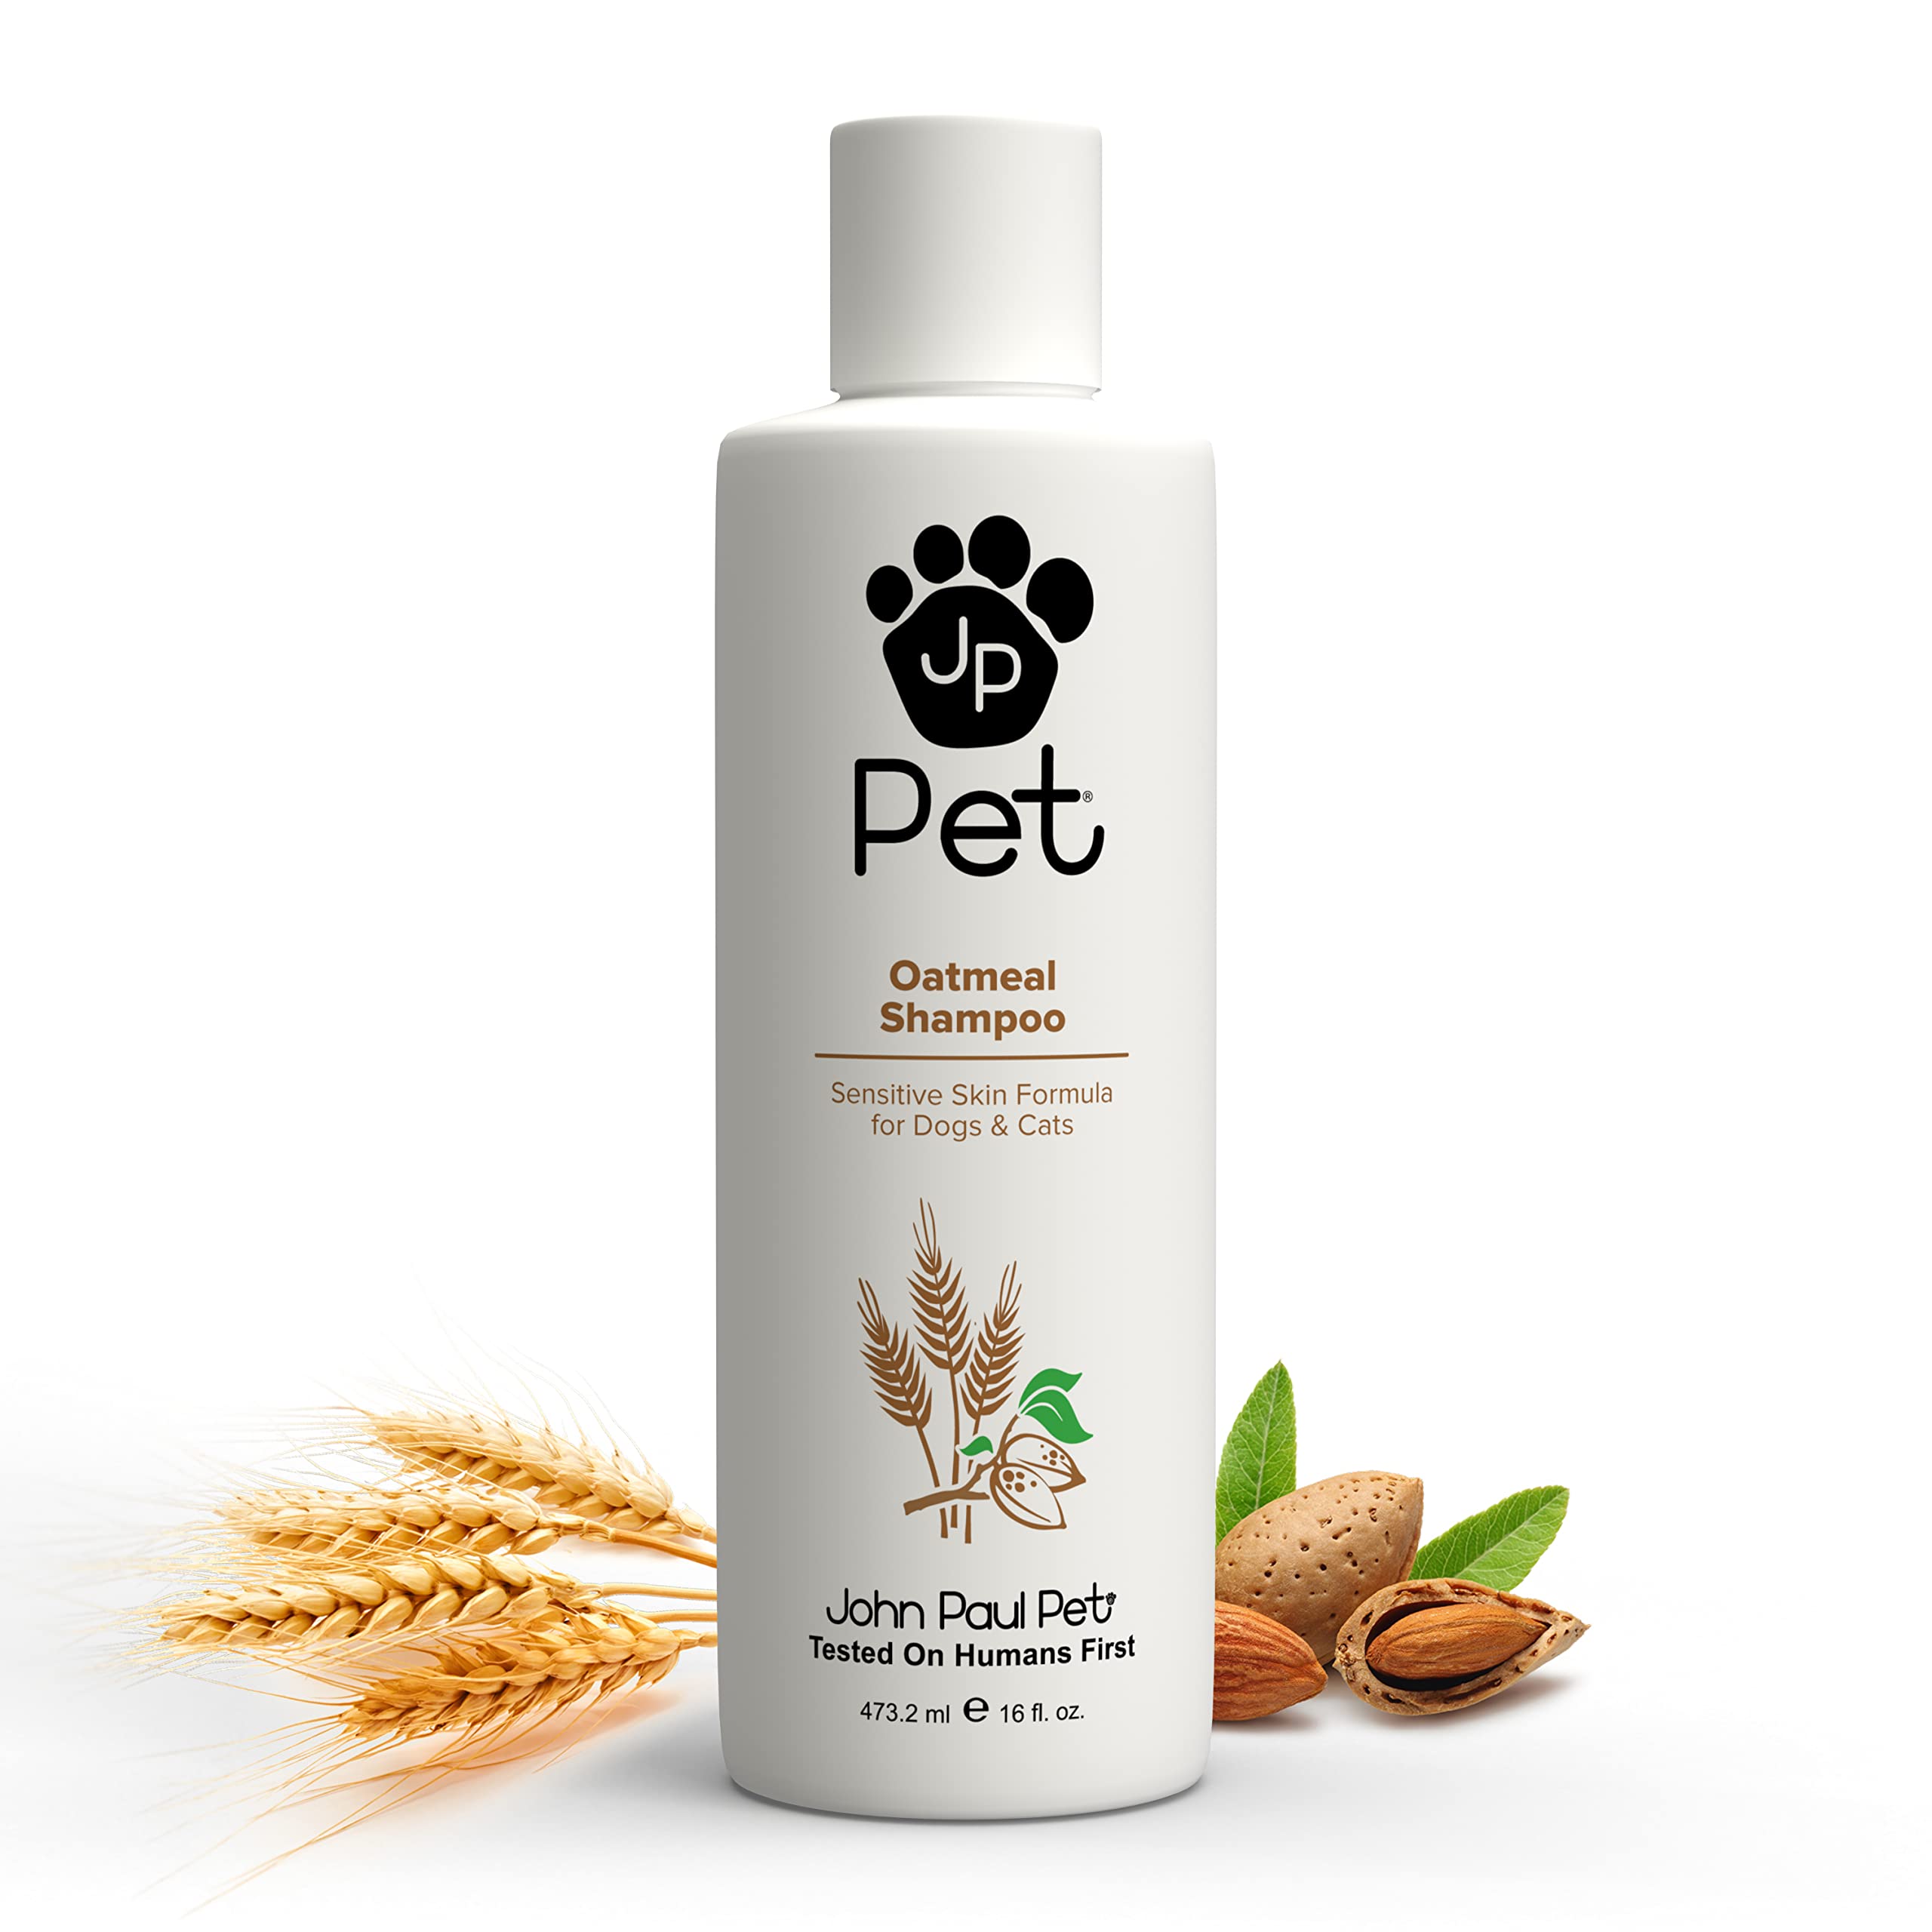 JP
Pet®
Oatmeal
Shampoo
Sensitive Skin Formula
for Dogs & Cats
John Paul Pet
Tested On Humans First
473.2 ml e 16 fl. oz.